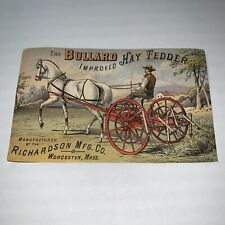 THE BULLARD
IMPROVED HAY TEDDER
MANUFACTURED
BY THE
RICHARDSON MFG. CO.
WORCESTER, MASS.